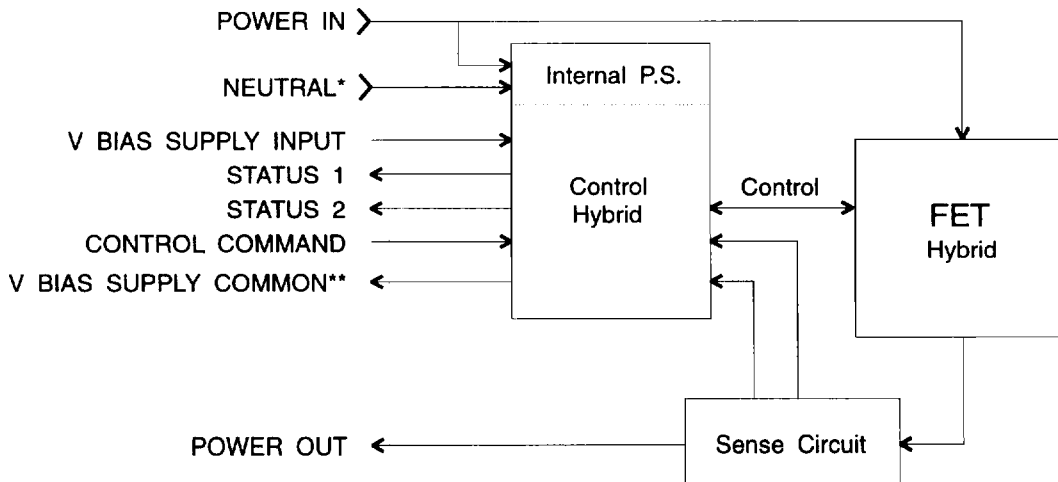 POWER IN
NEUTRAL*
V BIAS SUPPLY INPUT
STATUS 1
STATUS 2
CONTROL COMMAND
V BIAS SUPPLY COMMON**
POWER OUT
Internal P.S.
Control
Hybrid
Control
FET
Hybrid
Sense Circuit